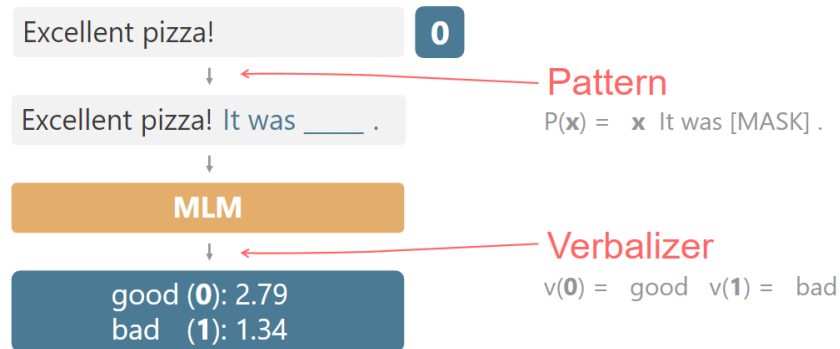 Excellent pizza! 0
Pattern
Excellent pizza! It was _____ .
P(x) = x It was [MASK] .
MLM
Verbalizer
good (0): 2.79
v(0) = good v(1) = bad
bad (1): 1.34